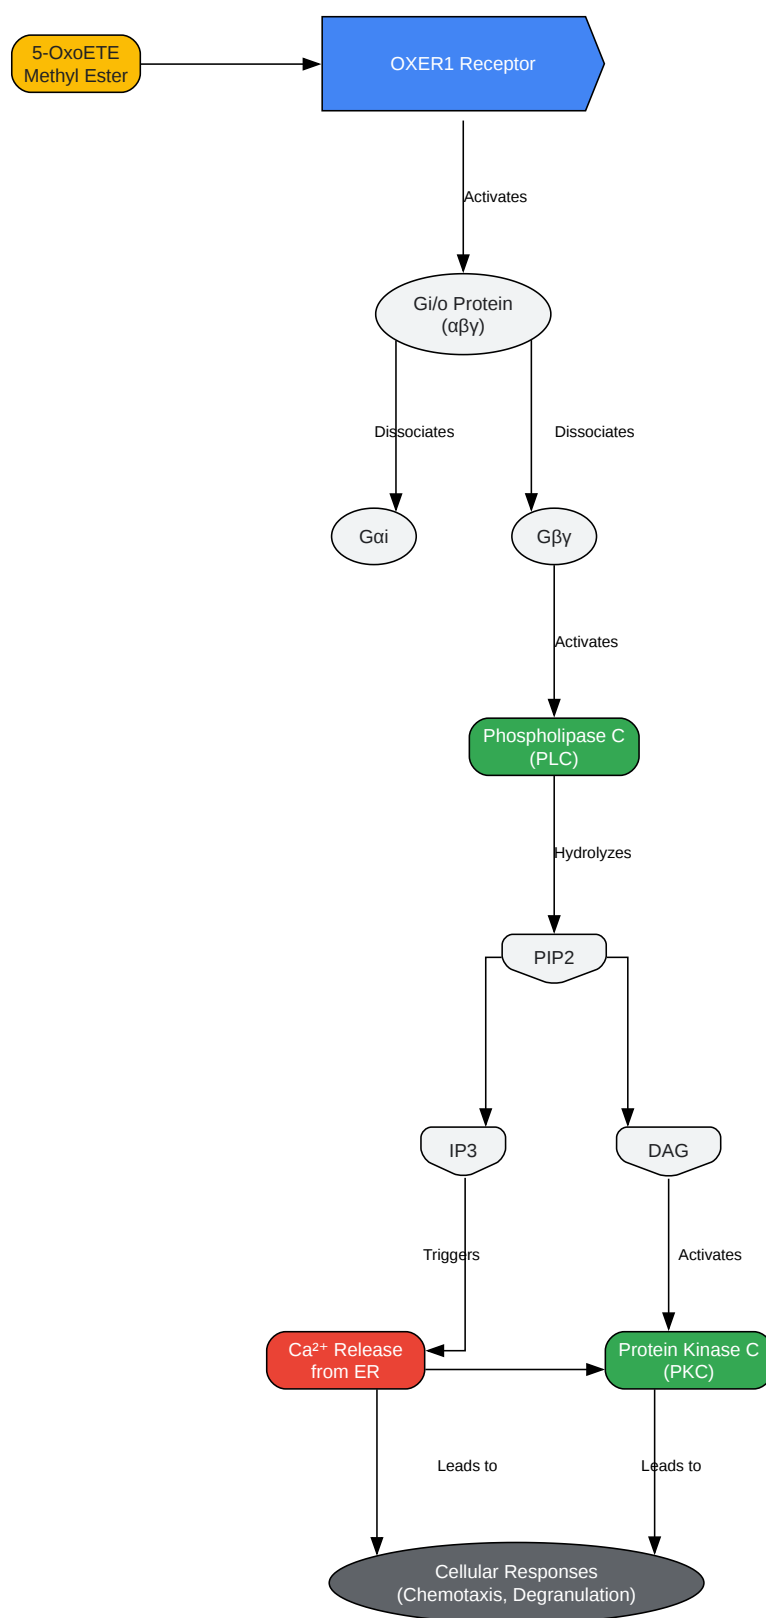 5-OxoETE
Methyl Ester
OXER1 Receptor
Activates
Gi/o Protein
(αβγ)
Dissociates
Dissociates
Gαi
Gβγ
Activates
Phospholipase C
(PLC)
Hydrolyzes
PIP2
IP3
DAG
Triggers
Activates
Ca²⁺ Release
from ER
Protein Kinase C
(PKC)
Leads to
Leads to
Cellular Responses
(Chemotaxis, Degranulation)